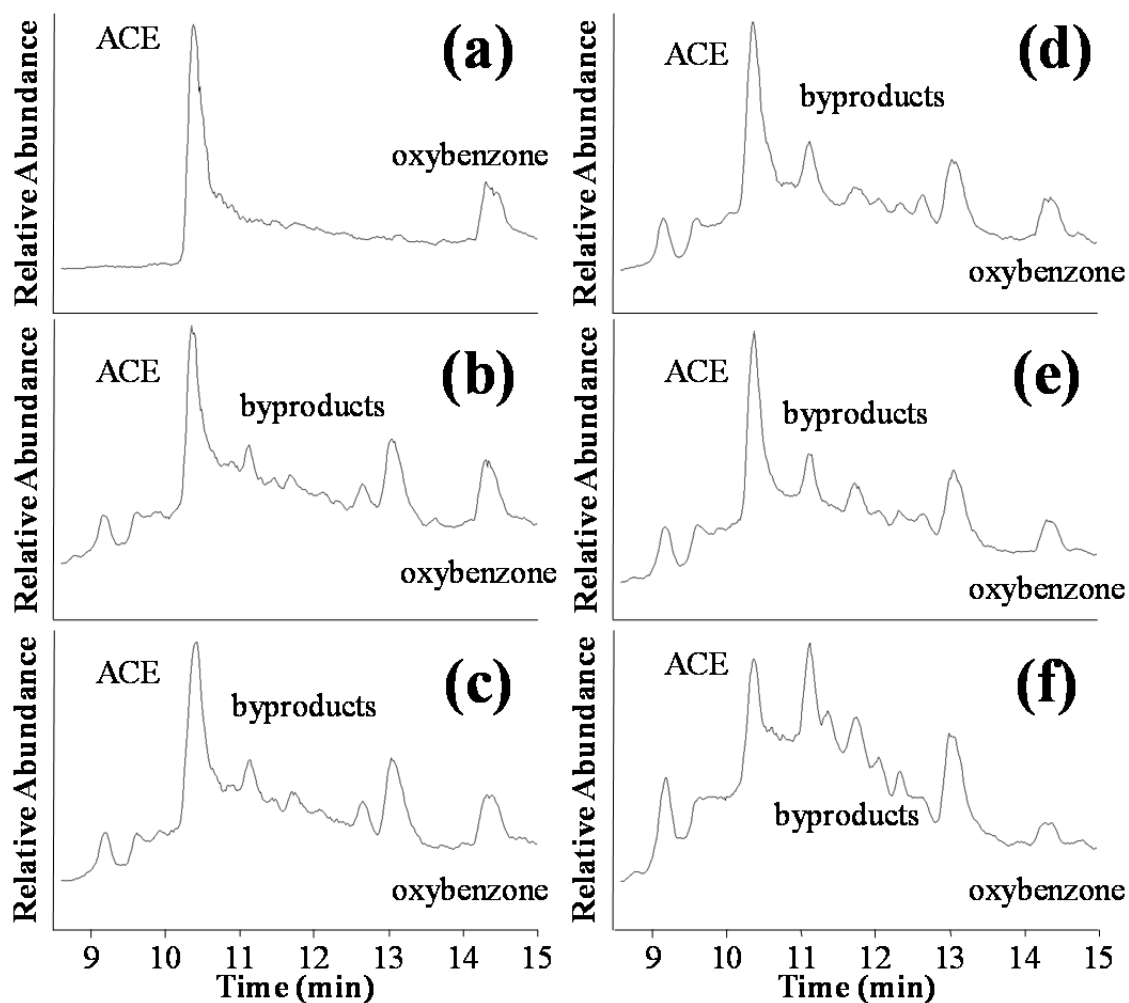 Relative Abundance
ACE
(a)
oxybenzone
Relative Abundance
ACE
(b)
byproducts
oxybenzone
Relative Abundance
ACE
(c)
byproducts
oxybenzone
9 10 11 12 13 14 15
Time (min)
Relative Abundance
ACE
(d)
byproducts
oxybenzone
Relative Abundance
ACE
(e)
byproducts
oxybenzone
Relative Abundance
ACE
(f)
byproducts
oxybenzone
9 10 11 12 13 14 15
Time (min)